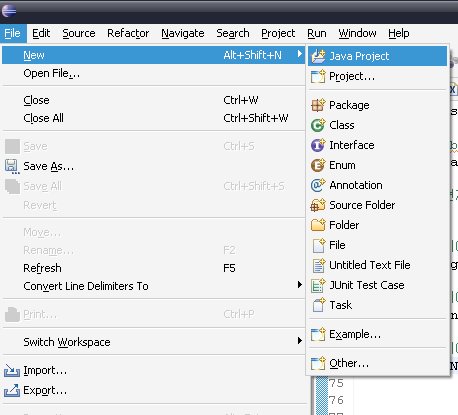 File Edit Source Refactor Navigate Search Project Run Window Help
New Alt+Shift+N
Open File...
Close Ctrl+W
Close All Ctrl+Shift+W
Save Ctrl+S
Save As...
Save All Ctrl+Shift+S
Revert
Move...
Rename... F2
Refresh F5
Convert Line Delimiters To
Print... Ctrl+P
Switch Workspace
Import...
Export...
Java Project
Project...
Package
Class
Interface
Enum
Annotation
Source Folder
Folder
File
Untitled Text File
JUnit Test Case
Task
Example...
Other...
75
76